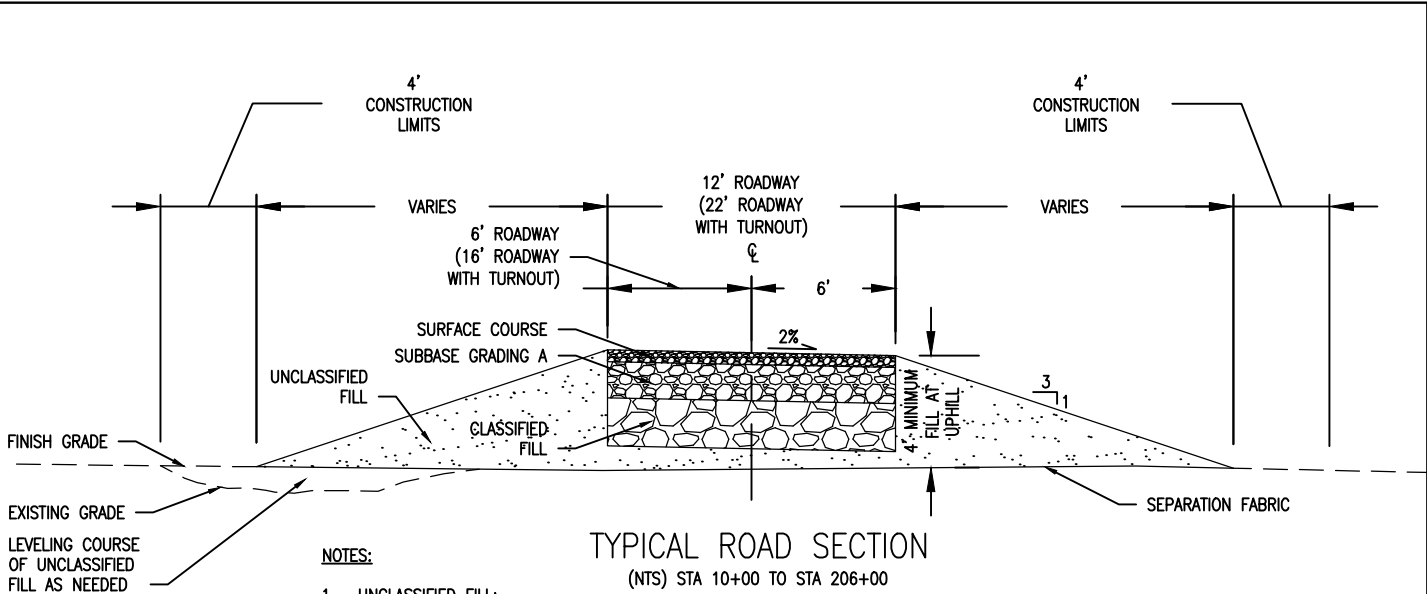 4'
CONSTRUCTION
LIMITS
4'
CONSTRUCTION
LIMITS
12' ROADWAY
(22' ROADWAY
WITH TURNOUT)
℄
VARIES
VARIES
6' ROADWAY
(16' ROADWAY
WITH TURNOUT)
6'
SURFACE COURSE
2%
SUBBASE GRADING A
UNCLASSIFIED
FILL
3
1
4' MINIMUM
FILL AT
UPHILL
CLASSIFIED
FILL
FINISH GRADE
EXISTING GRADE
SEPARATION FABRIC
LEVELING COURSE
OF UNCLASSIFIED
FILL AS NEEDED
TYPICAL ROAD SECTION
(NTS) STA 10+00 TO STA 206+00
NOTES:
1. UNCLASSIFIED FILL: